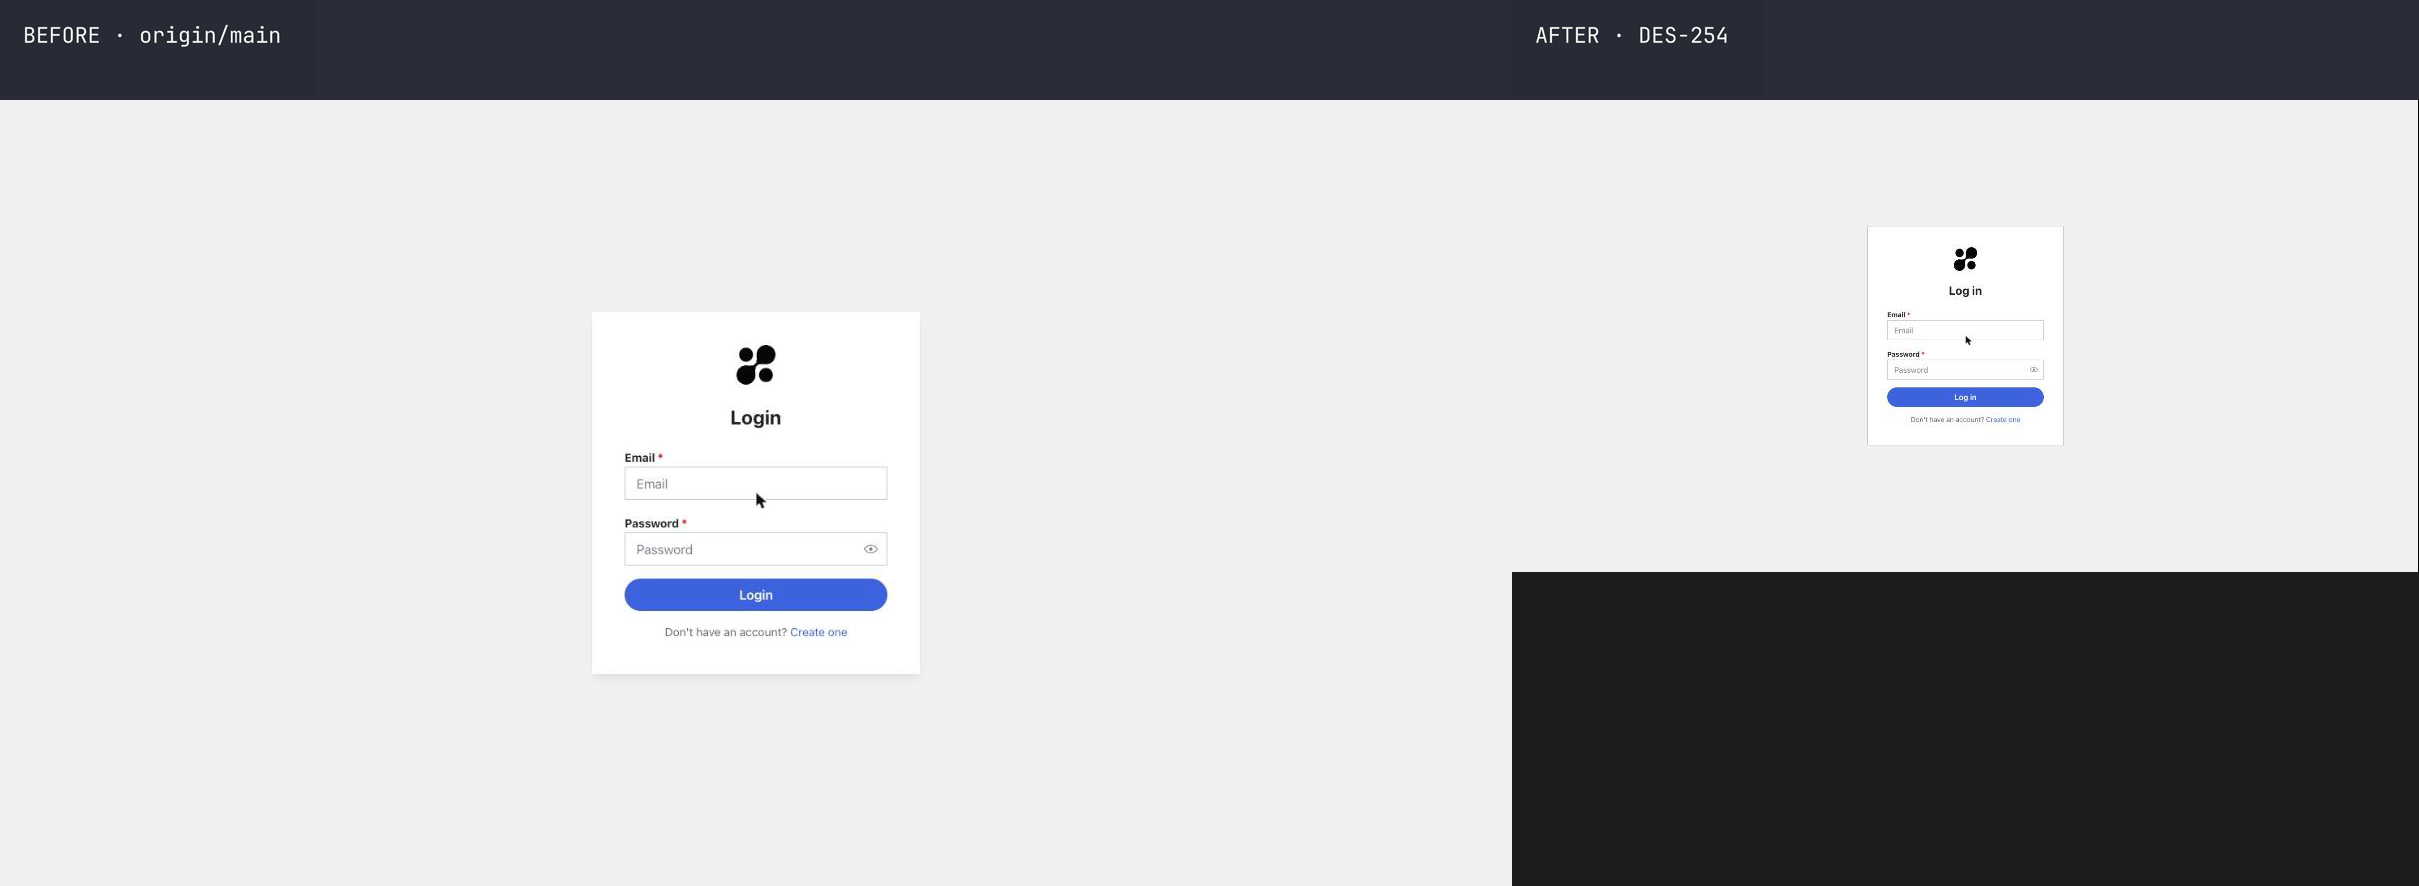 BEFORE · origin/main
Login
Email *
Email
Password *
Password
Login
Don't have an account? Create one
AFTER · DES-254
Log in
Email *
Email
Password *
Password
Log in
Don't have an account? Create one